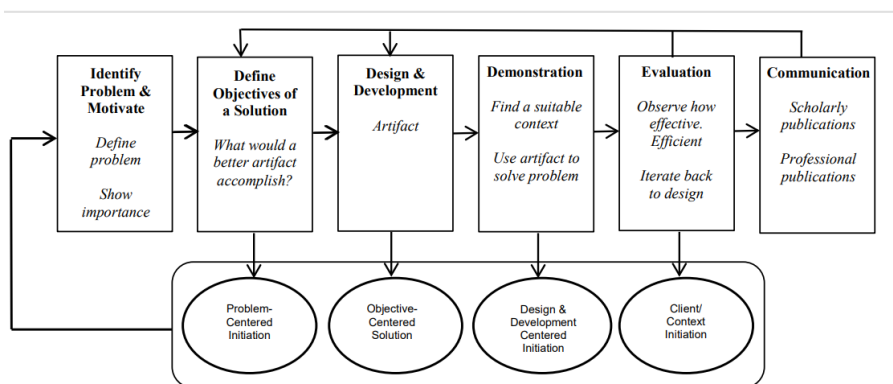 Identify
Problem &
Motivate
Define
problem
Show
importance
Define
Objectives of
a Solution
What would a
better artifact
accomplish?
Design &
Development
Artifact
Demonstration
Find a suitable
context
Use artifact to
solve problem
Evaluation
Observe how
effective.
Efficient
Iterate back
to design
Communication
Scholarly
publications
Professional
publications
Problem-
Centered
Initiation
Objective-
Centered
Solution
Design &
Development
Centered
Initiation
Client/
Context
Initiation